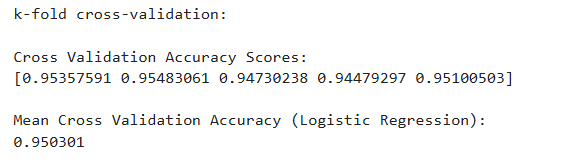 k-fold cross-validation:
Cross Validation Accuracy Scores:
[0.95357591 0.95483061 0.94730238 0.94479297 0.95100503]
Mean Cross Validation Accuracy (Logistic Regression):
0.950301